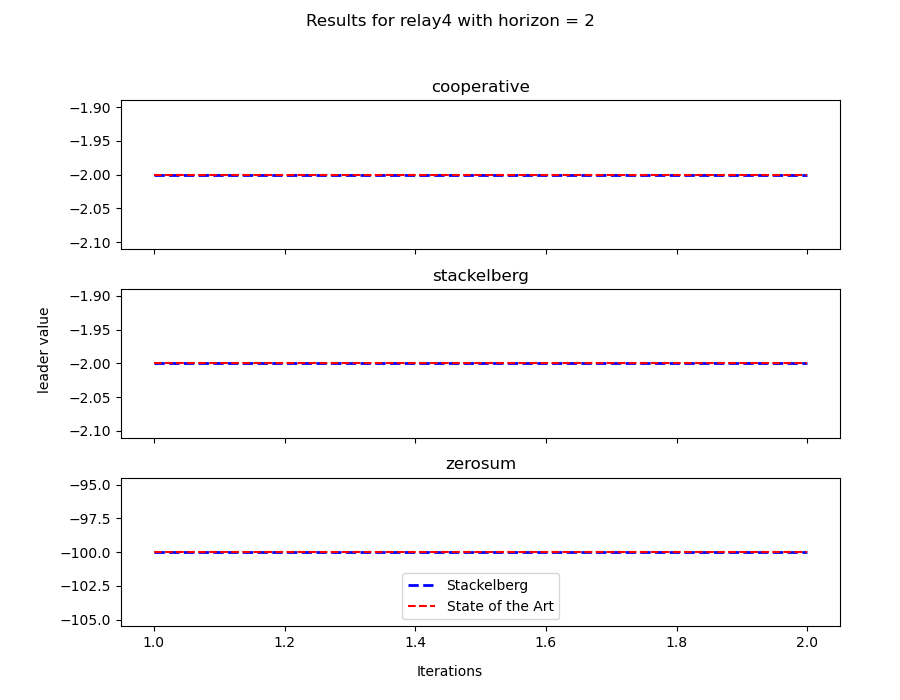 Results for relay4 with horizon = 2
cooperative
−1.90
−1.95
−2.00
−2.05
−2.10
stackelberg
−1.90
−1.95
−2.00
−2.05
−2.10
leader value
zerosum
−95.0
−97.5
−100.0
−102.5
−105.0
Stackelberg
State of the Art
1.0 1.2 1.4 1.6 1.8 2.0
Iterations